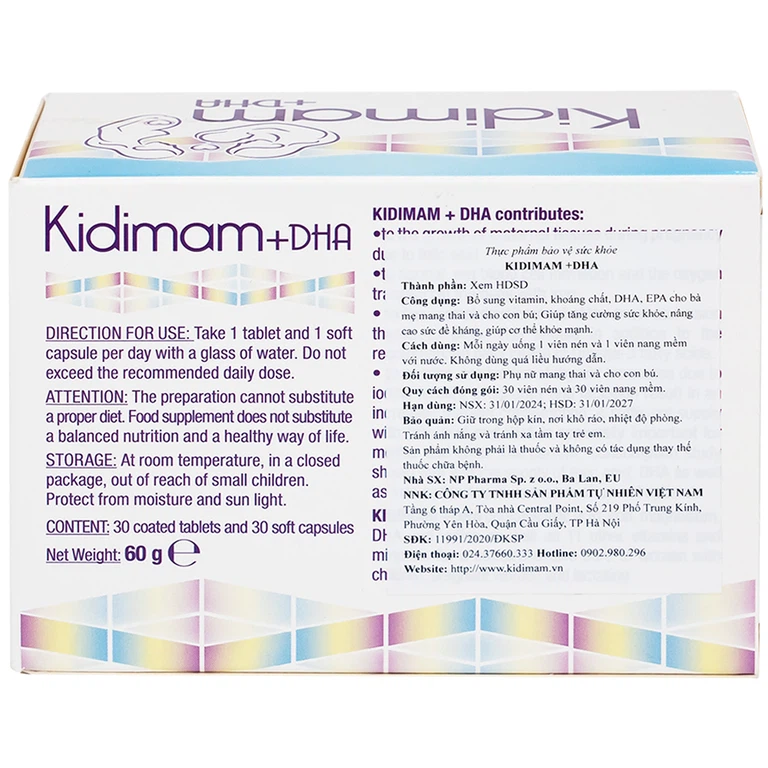 Kidimam
+DHA
Kidimam+DHA
DIRECTION FOR USE: Take 1 tablet and 1 soft
capsule per day with a glass of water. Do not
exceed the recommended daily dose.
ATTENTION: The preparation cannot substitute
a proper diet. Food supplement does not substitute
a balanced nutrition and a healthy way of life.
STORAGE: At room temperature, in a closed
package, out of reach of small children.
Protect from moisture and sun light.
CONTENT: 30 coated tablets and 30 soft capsules
Net Weight: 60 g ℮
KIDIMAM + DHA contributes:
•to the growth of maternal tissues during pregnancy
Thực phẩm bảo vệ sức khỏe
KIDIMAM +DHA
Thành phần: Xem HDSD
Công dụng: Bổ sung vitamin, khoáng chất, DHA, EPA cho bà
mẹ mang thai và cho con bú; Giúp tăng cường sức khỏe, nâng
cao sức đề kháng, giúp cơ thể khỏe mạnh.
Cách dùng: Mỗi ngày uống 1 viên nén và 1 viên nang mềm
với nước. Không dùng quá liều hướng dẫn.
Đối tượng sử dụng: Phụ nữ mang thai và cho con bú.
Quy cách đóng gói: 30 viên nén và 30 viên nang mềm.
Hạn dùng: NSX: 31/01/2024; HSD: 31/01/2027
Bảo quản: Giữ trong hộp kín, nơi khô ráo, nhiệt độ phòng.
Tránh ánh nắng và tránh xa tầm tay trẻ em.
Sản phẩm không phải là thuốc và không có tác dụng thay thế
thuốc chữa bệnh.
Nhà SX: NP Pharma Sp. z o.o., Ba Lan, EU
NNK: CÔNG TY TNHH SẢN PHẨM TỰ NHIÊN VIỆT NAM
Tầng 6 tháp A, Tòa nhà Central Point, Số 219 Phố Trung Kính,
Phường Yên Hòa, Quận Cầu Giấy, TP Hà Nội
SĐK: 11991/2020/ĐKSP
Điện thoại: 024.37660.333 Hotline: 0902.980.296
Website: http://www.kidimam.vn